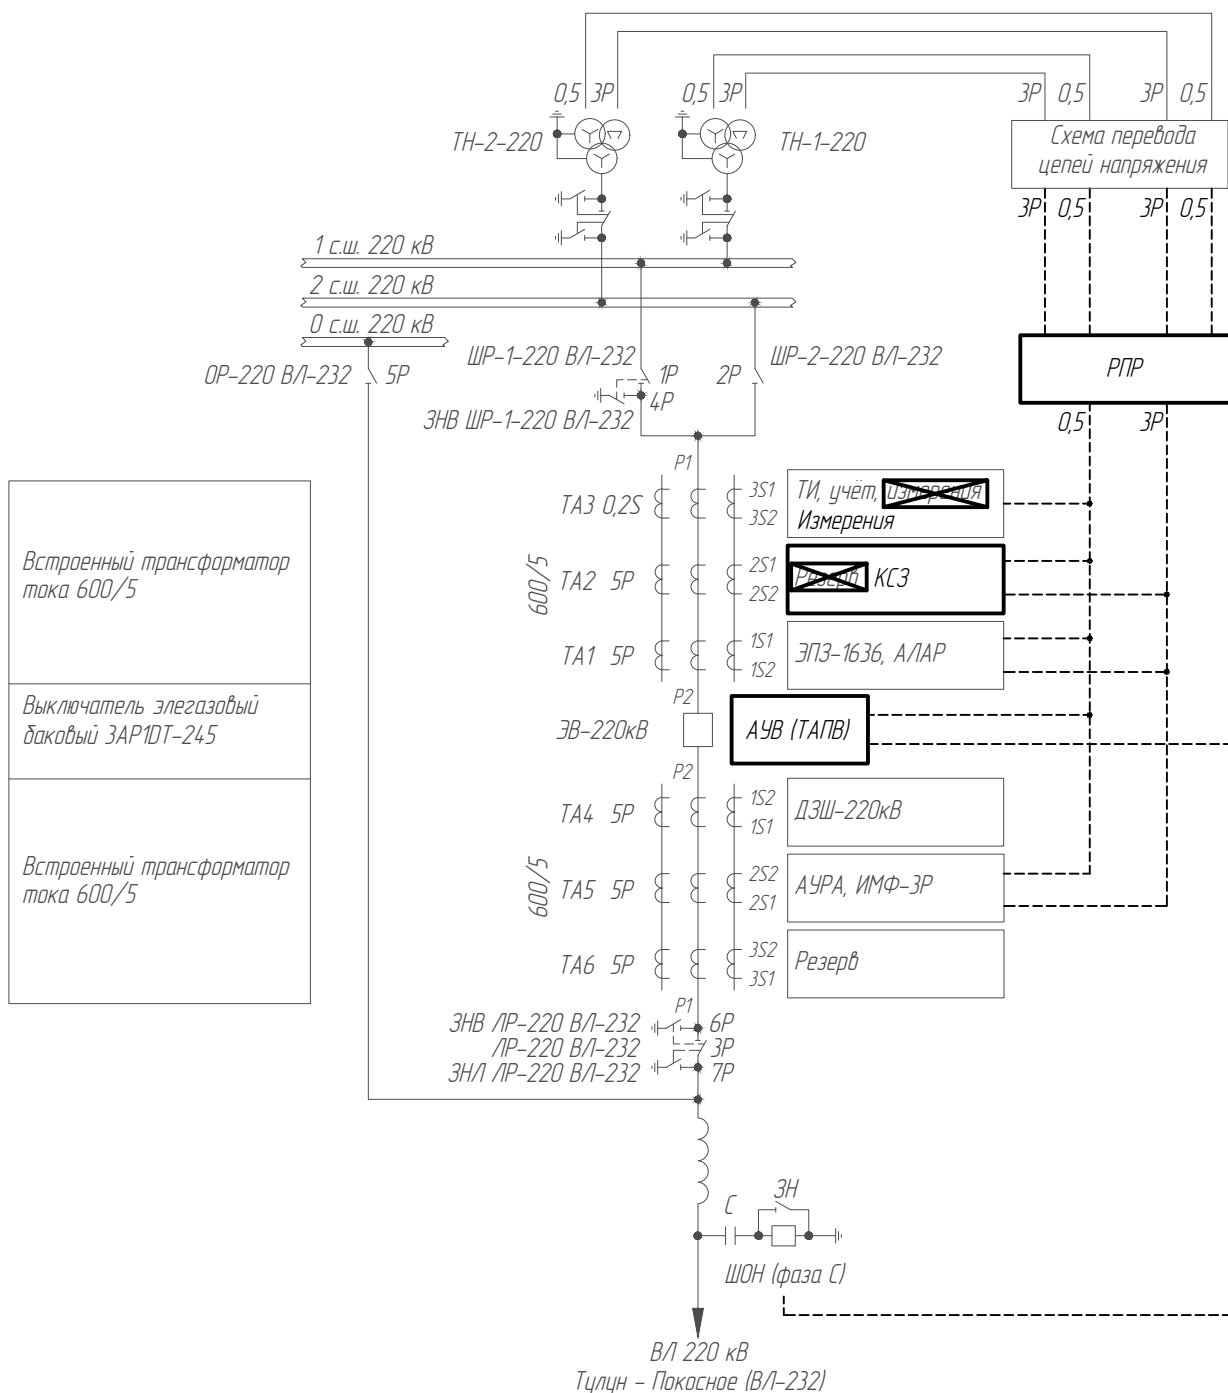 0,5 3Р
0,5 3Р
3Р 0,5
3Р 0,5
ТН-2-220
ТН-1-220
Схема перевода
цепей напряжения
3Р 0,5
3Р 0,5
1 с.ш. 220 кВ
2 с.ш. 220 кВ
0 с.ш. 220 кВ
ШР-1-220 ВЛ-232
ШР-2-220 ВЛ-232
ОР-220 ВЛ-232
5Р
1Р
2Р
4Р
ЗНВ ШР-1-220 ВЛ-232
РПР
0,5
3Р
Р1
ТА3 0,2S
3S1
3S2
ТИ, учёт, измерения
Измерения
Встроенный трансформатор
тока 600/5
600/5
ТА2 5Р
2S1
2S2
Резерв КСЗ
ТА1 5Р
1S1
1S2
ЭПЗ-1636, АЛАР
Р2
Выключатель элегазовый
баковый 3AP1DT-245
ЭВ-220кВ
АУВ (ТАПВ)
Р2
ТА4 5Р
1S2
1S1
ДЗШ-220кВ
Встроенный трансформатор
тока 600/5
600/5
ТА5 5Р
2S2
2S1
АУРА, ИМФ-3Р
ТА6 5Р
3S2
3S1
Резерв
Р1
ЗНВ ЛР-220 ВЛ-232
6Р
ЛР-220 ВЛ-232
3Р
ЗНЛ ЛР-220 ВЛ-232
7Р
С
ЗН
ШОН (фаза С)
ВЛ 220 кВ
Тулун - Покосное (ВЛ-232)